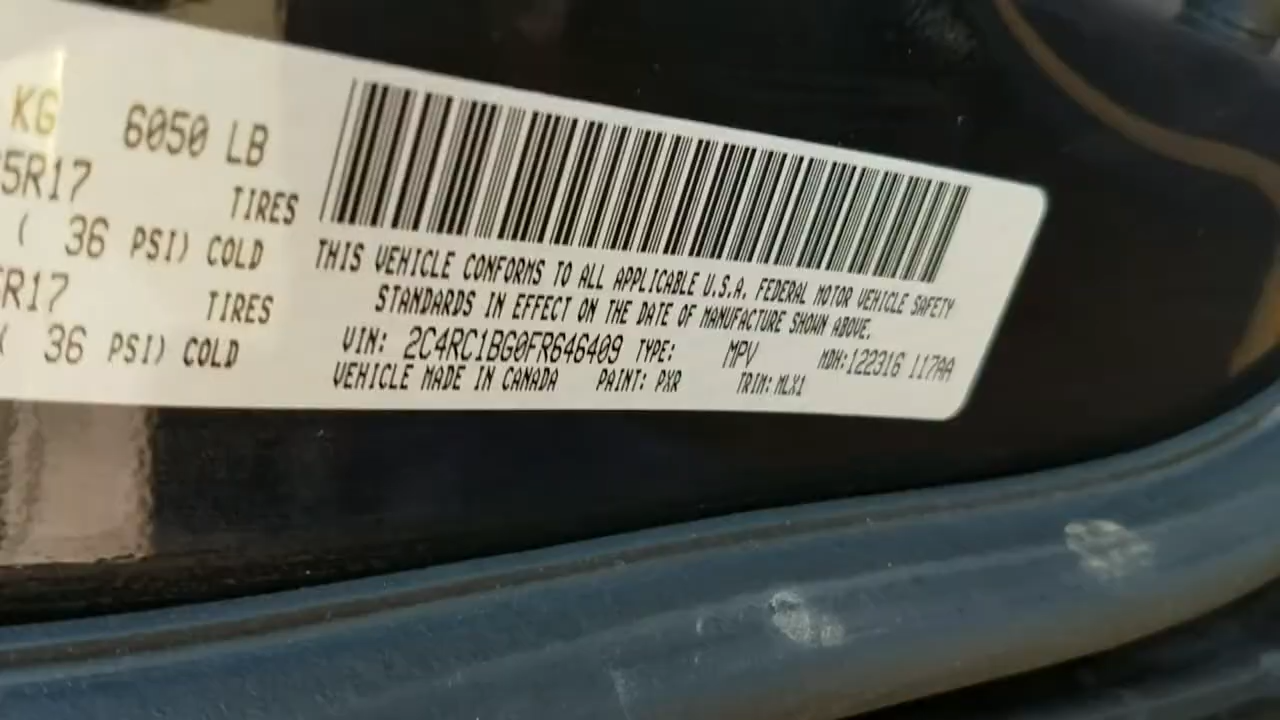 KG 6050 LB
5R17 TIRES
( 36 PSI) COLD
R17 TIRES
36 PSI) COLD
THIS VEHICLE CONFORMS TO ALL APPLICABLE U.S.A. FEDERAL MOTOR VEHICLE SAFETY
STANDARDS IN EFFECT ON THE DATE OF MANUFACTURE SHOWN ABOVE.
VIN: 2C4RC1BG0FR646409 TYPE: MPV MDH:122316 117AA
VEHICLE MADE IN CANADA PAINT: PXR TRIM: MLX1